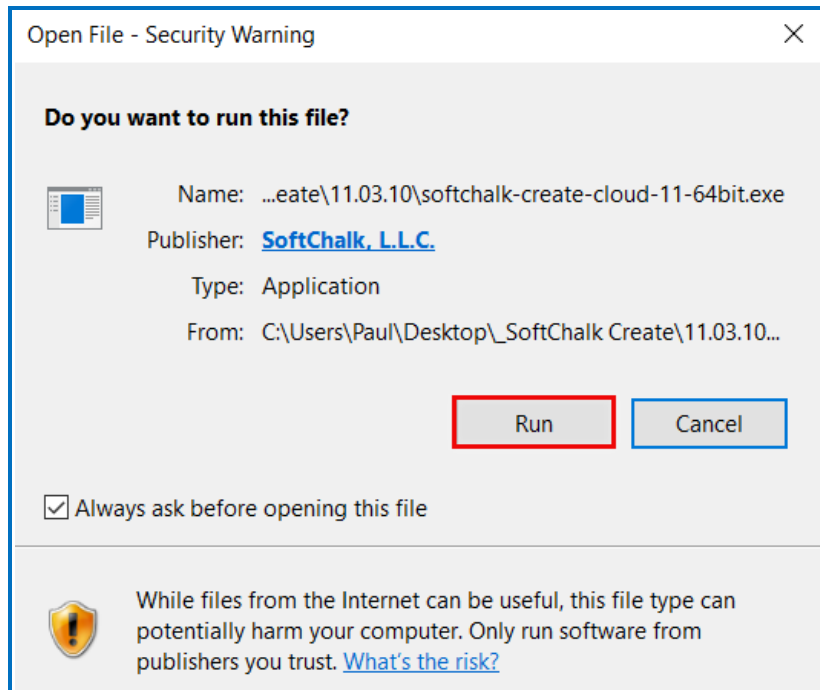 Open File - Security Warning
Do you want to run this file?
Name: ...eate\11.03.10\softchalk-create-cloud-11-64bit.exe
Publisher: SoftChalk, L.L.C.
Type: Application
From: C:\Users\Paul\Desktop\_SoftChalk Create\11.03.10...
Run Cancel
Always ask before opening this file
While files from the Internet can be useful, this file type can
potentially harm your computer. Only run software from
publishers you trust. What's the risk?